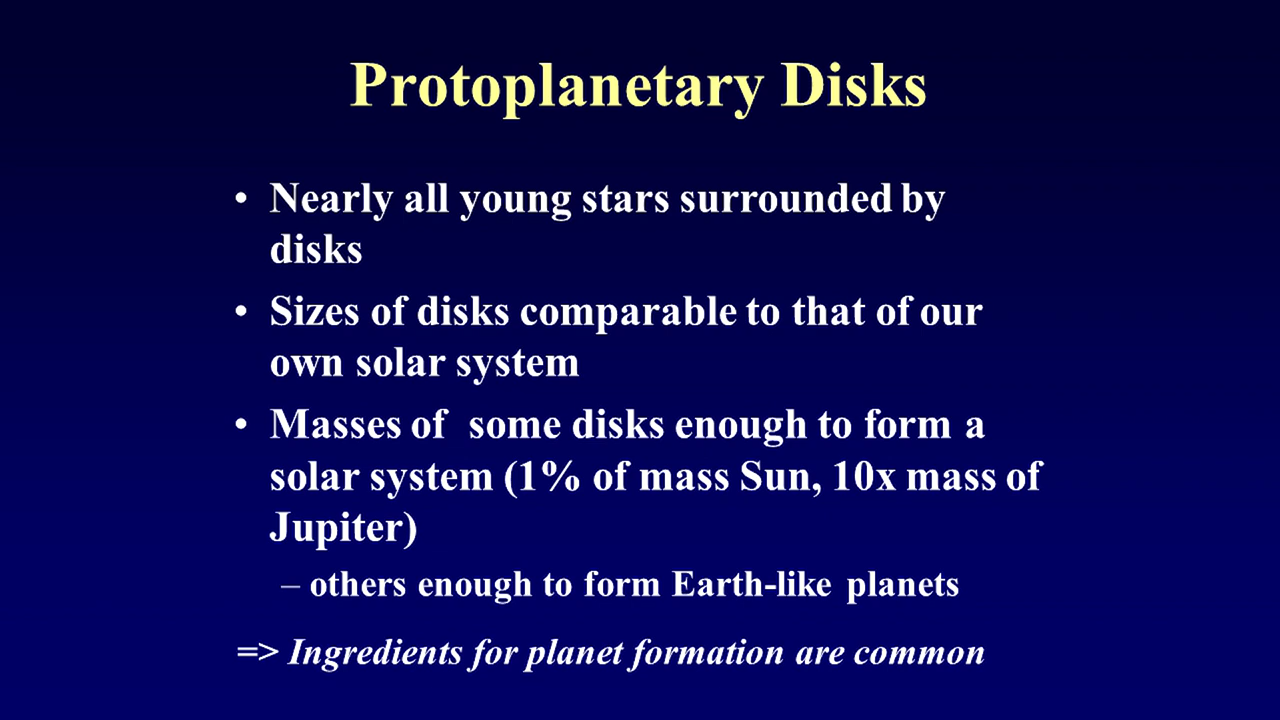 Protoplanetary Disks
• Nearly all young stars surrounded by
disks
• Sizes of disks comparable to that of our
own solar system
• Masses of  some disks enough to form a
solar system (1% of mass Sun, 10x mass of
Jupiter)
– others enough to form Earth-like planets
=> Ingredients for planet formation are common